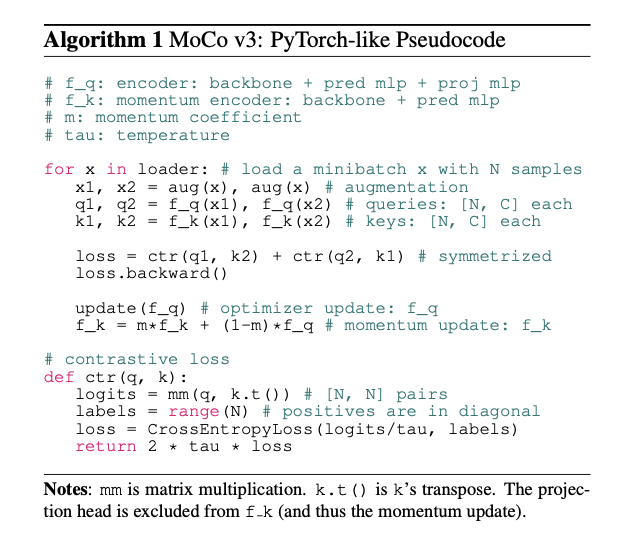 Algorithm 1 MoCo v3: PyTorch-like Pseudocode
# f_q: encoder: backbone + pred mlp + proj mlp
# f_k: momentum encoder: backbone + pred mlp
# m: momentum coefficient
# tau: temperature
for x in loader: # load a minibatch x with N samples
x1, x2 = aug(x), aug(x) # augmentation
q1, q2 = f_q(x1), f_q(x2) # queries: [N, C] each
k1, k2 = f_k(x1), f_k(x2) # keys: [N, C] each
loss = ctr(q1, k2) + ctr(q2, k1) # symmetrized
loss.backward()
update(f_q) # optimizer update: f_q
f_k = m*f_k + (1-m)*f_q # momentum update: f_k
# contrastive loss
def ctr(q, k):
logits = mm(q, k.t()) # [N, N] pairs
labels = range(N) # positives are in diagonal
loss = CrossEntropyLoss(logits/tau, labels)
return 2 * tau * loss
Notes: mm is matrix multiplication. k.t() is k's transpose. The projec-
tion head is excluded from f_k (and thus the momentum update).